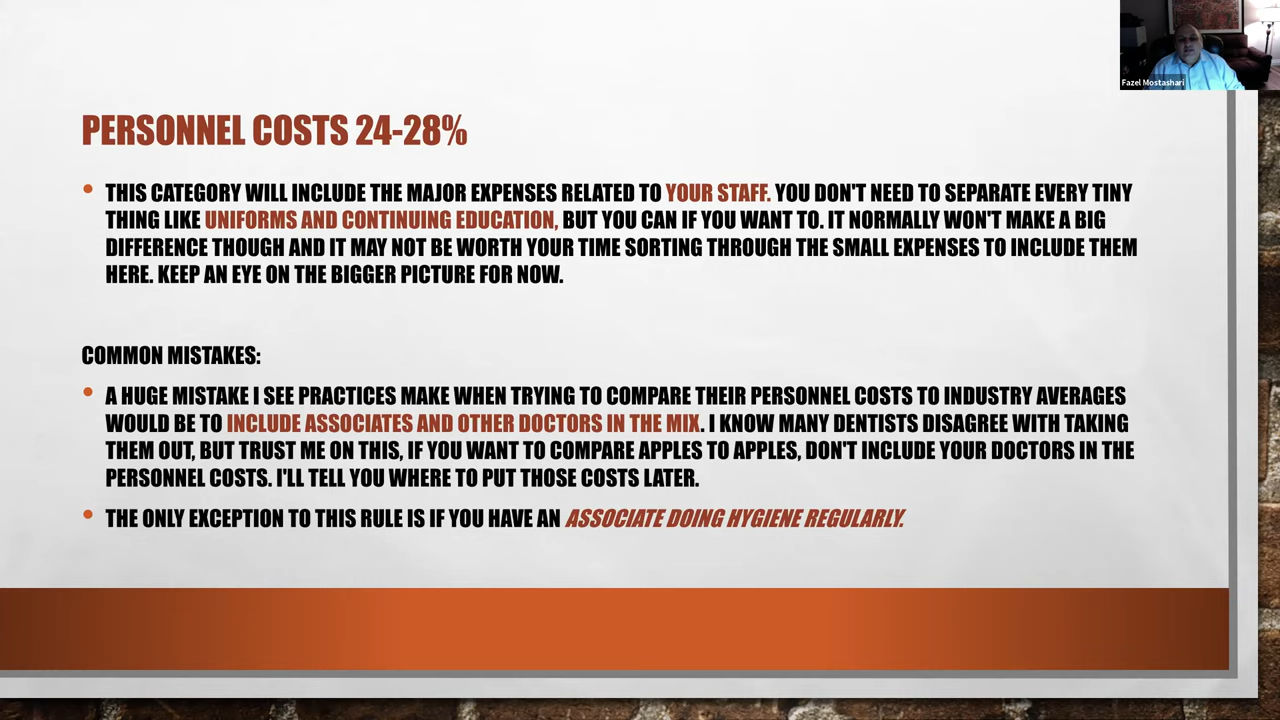 Fazel Mostashari
PERSONNEL COSTS 24-28%
• THIS CATEGORY WILL INCLUDE THE MAJOR EXPENSES RELATED TO YOUR STAFF. YOU DON'T NEED TO SEPARATE EVERY TINY
THING LIKE UNIFORMS AND CONTINUING EDUCATION, BUT YOU CAN IF YOU WANT TO. IT NORMALLY WON'T MAKE A BIG
DIFFERENCE THOUGH AND IT MAY NOT BE WORTH YOUR TIME SORTING THROUGH THE SMALL EXPENSES TO INCLUDE THEM
HERE. KEEP AN EYE ON THE BIGGER PICTURE FOR NOW.
COMMON MISTAKES:
• A HUGE MISTAKE I SEE PRACTICES MAKE WHEN TRYING TO COMPARE THEIR PERSONNEL COSTS TO INDUSTRY AVERAGES
WOULD BE TO INCLUDE ASSOCIATES AND OTHER DOCTORS IN THE MIX. I KNOW MANY DENTISTS DISAGREE WITH TAKING
THEM OUT, BUT TRUST ME ON THIS, IF YOU WANT TO COMPARE APPLES TO APPLES, DON'T INCLUDE YOUR DOCTORS IN THE
PERSONNEL COSTS. I'LL TELL YOU WHERE TO PUT THOSE COSTS LATER.
• THE ONLY EXCEPTION TO THIS RULE IS IF YOU HAVE AN ASSOCIATE DOING HYGIENE REGULARLY.